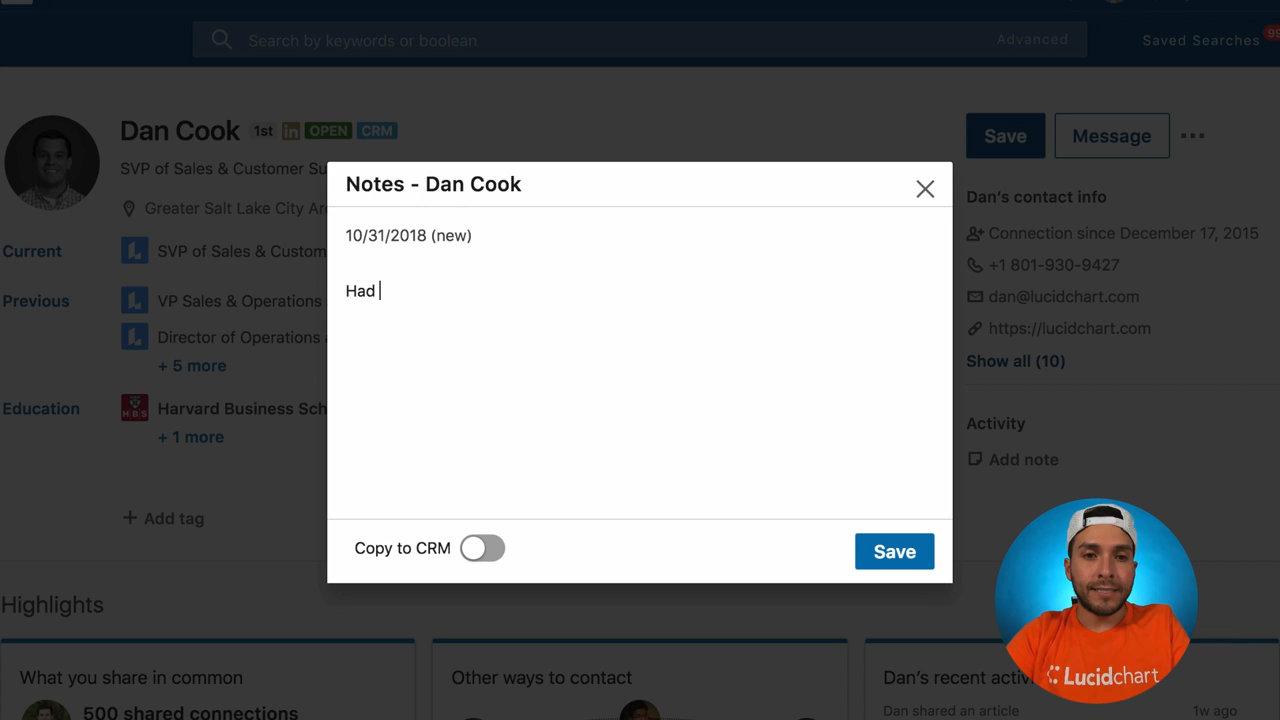 Search by keywords or boolean
Advanced
Saved Searches
99
Dan Cook 1st in OPEN CRM
SVP of Sales & Customer Su
Greater Salt Lake City Are
Current
SVP of Sales & Custom
Previous
VP Sales & Operations
Director of Operations
+ 5 more
Education
HBS
Harvard Business Sch
+ 1 more
+ Add tag
Notes - Dan Cook
10/31/2018 (new)
Had
Copy to CRM
Save
Save
Message
Dan's contact info
Connection since December 17, 2015
+1 801-930-9427
dan@lucidchart.com
https://lucidchart.com
Show all (10)
Activity
Add note
Highlights
What you share in common
500 shared connections
Other ways to contact
Dan's recent activ
Dan shared an article
1w ago
Lucidchart